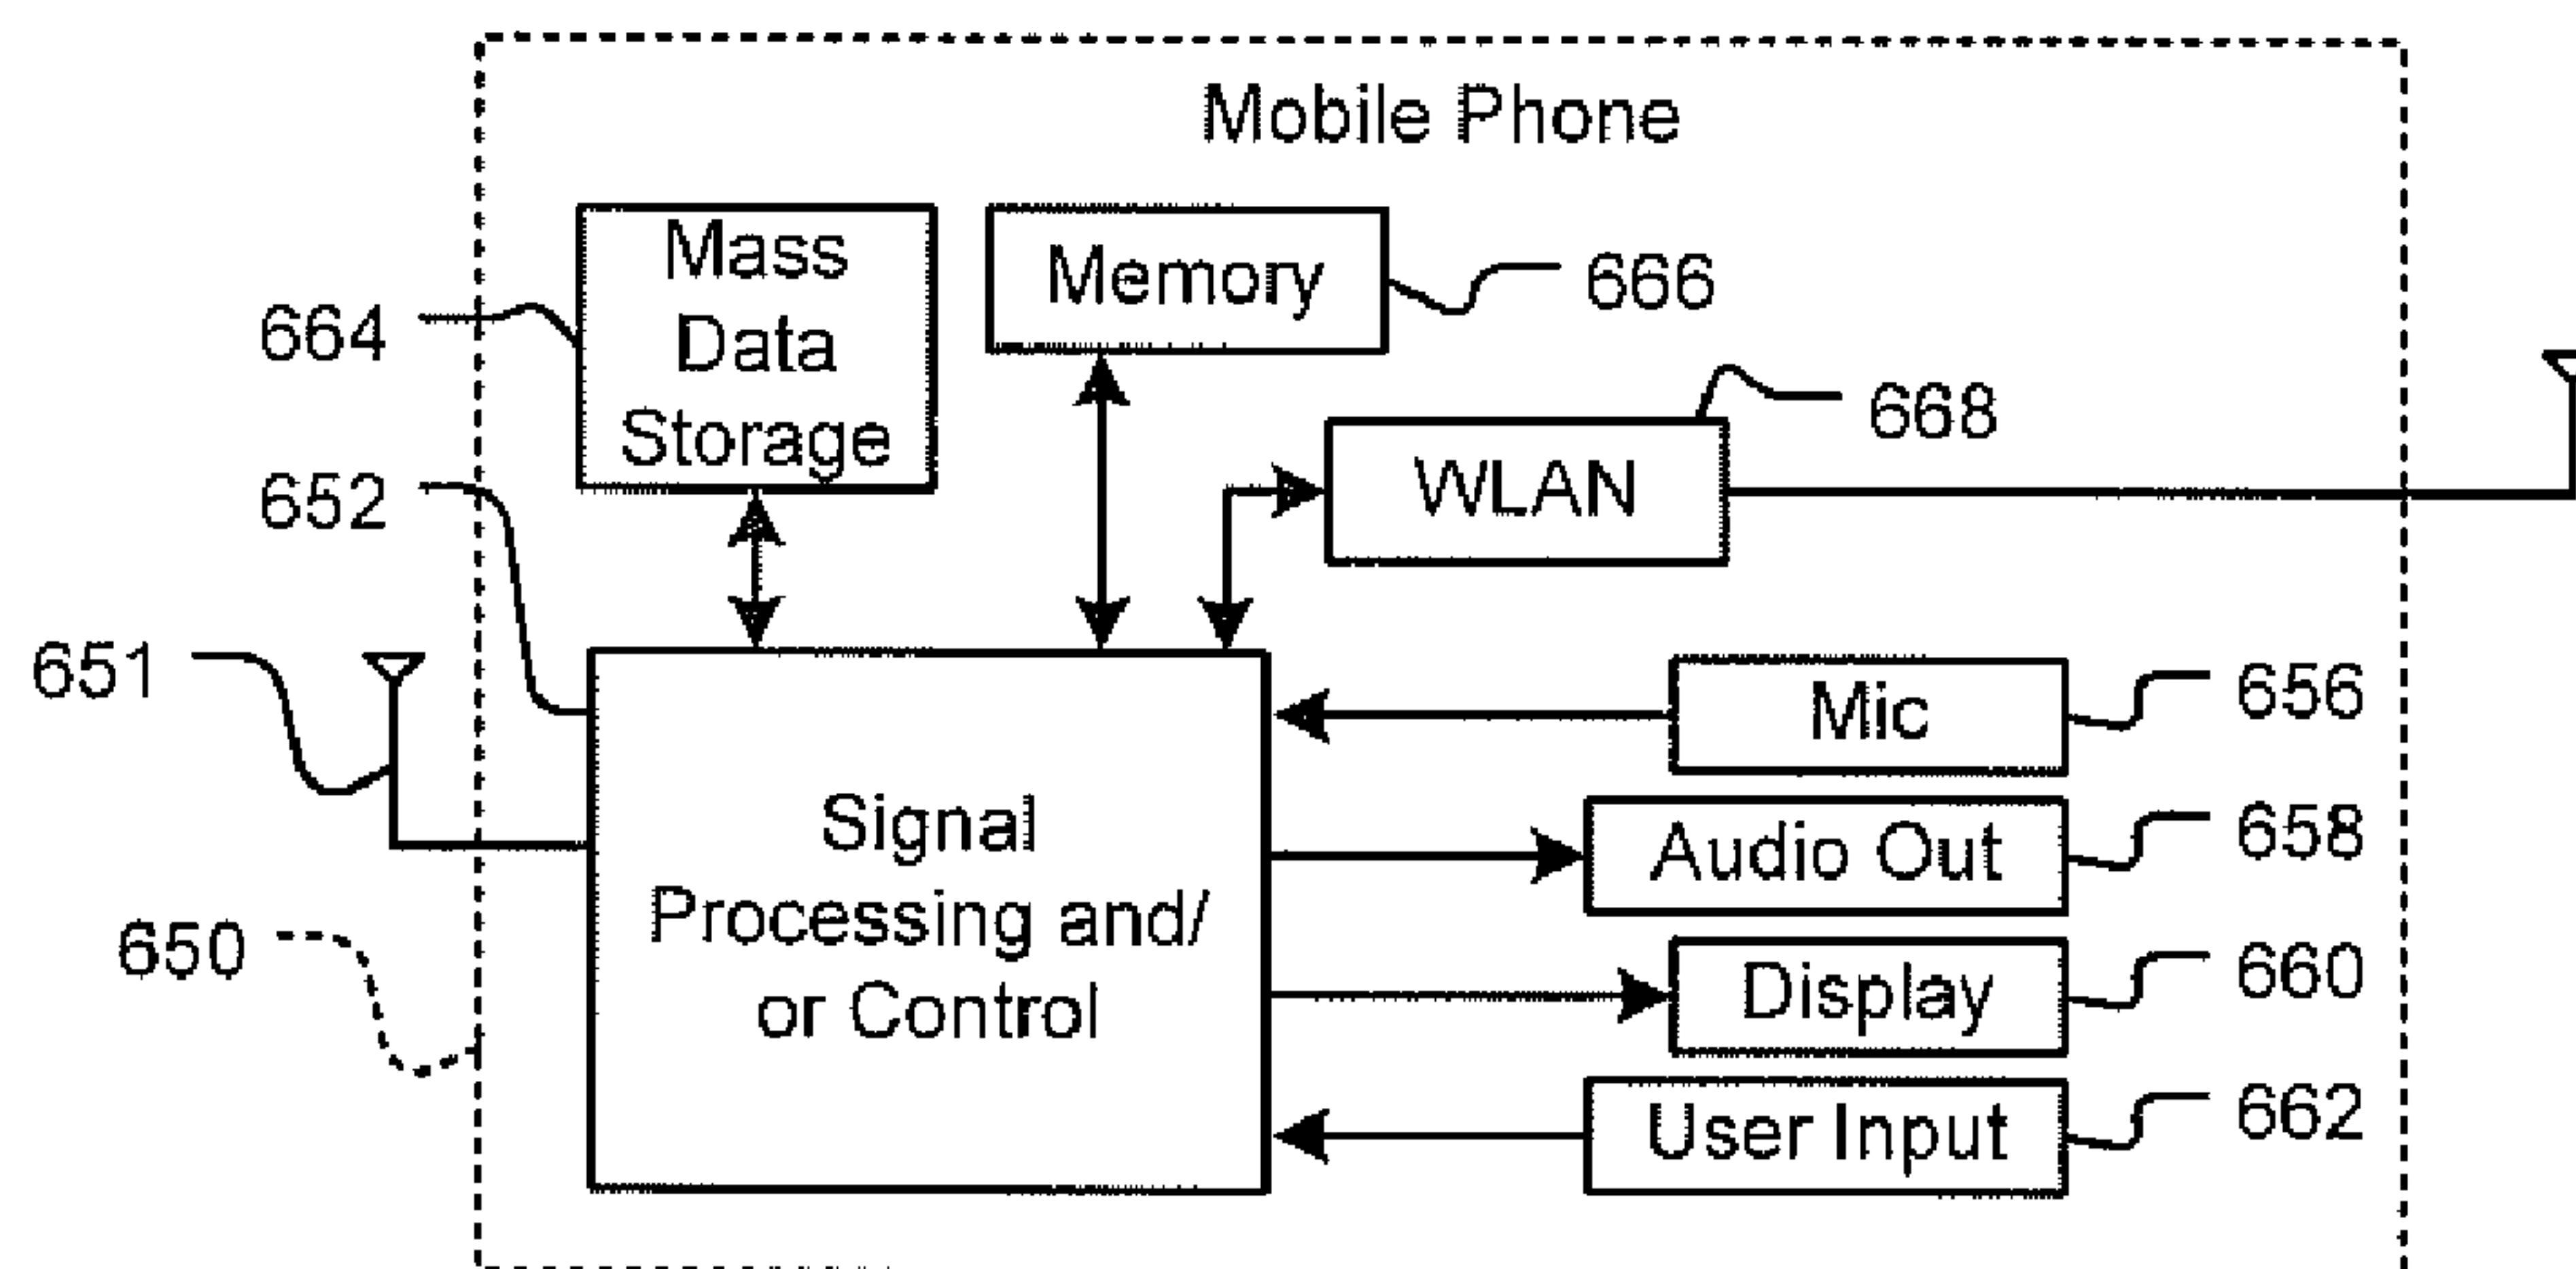 Mobile Phone
Mass
Data
Storage
Memory
666
664
668
WLAN
652
651
Mic
656
Signal
Processing and/
or Control
Audio Out
658
650
Display
660
User Input
662